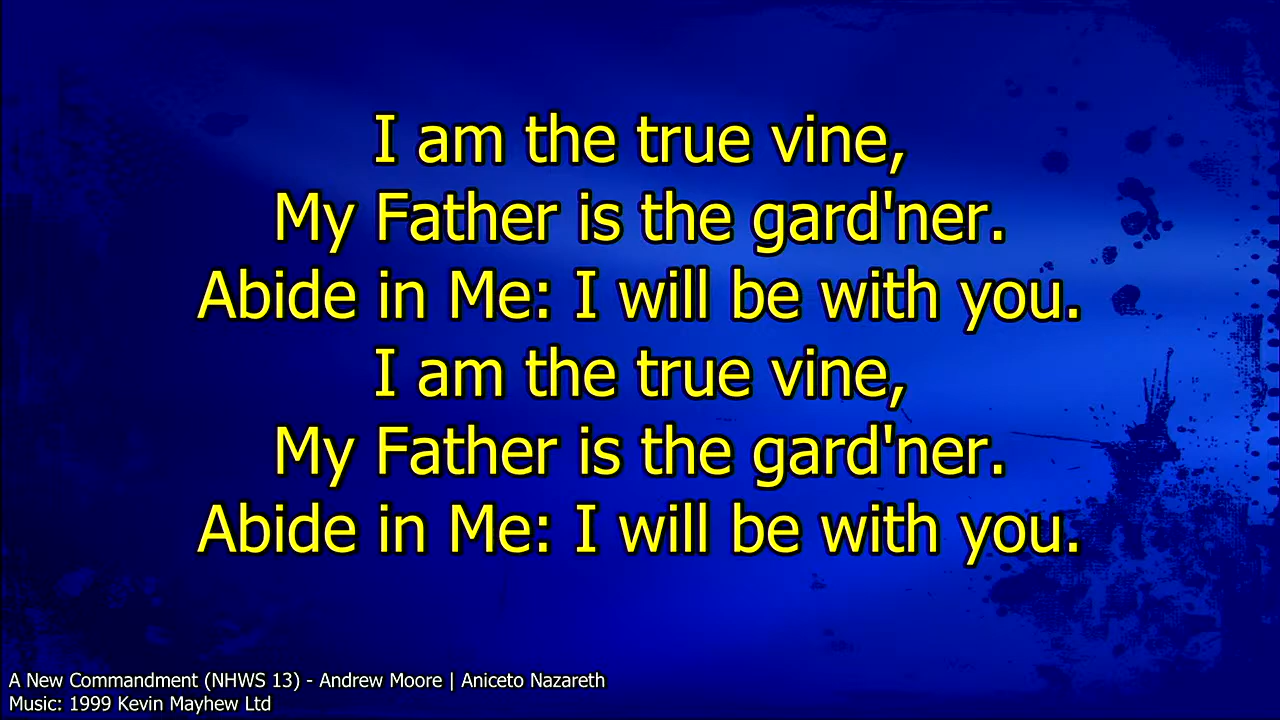 I am the true vine,
My Father is the gard'ner.
Abide in Me: I will be with you.
I am the true vine,
My Father is the gard'ner.
Abide in Me: I will be with you.
A New Commandment (NHWS 13) - Andrew Moore | Aniceto Nazareth
Music: 1999 Kevin Mayhew Ltd